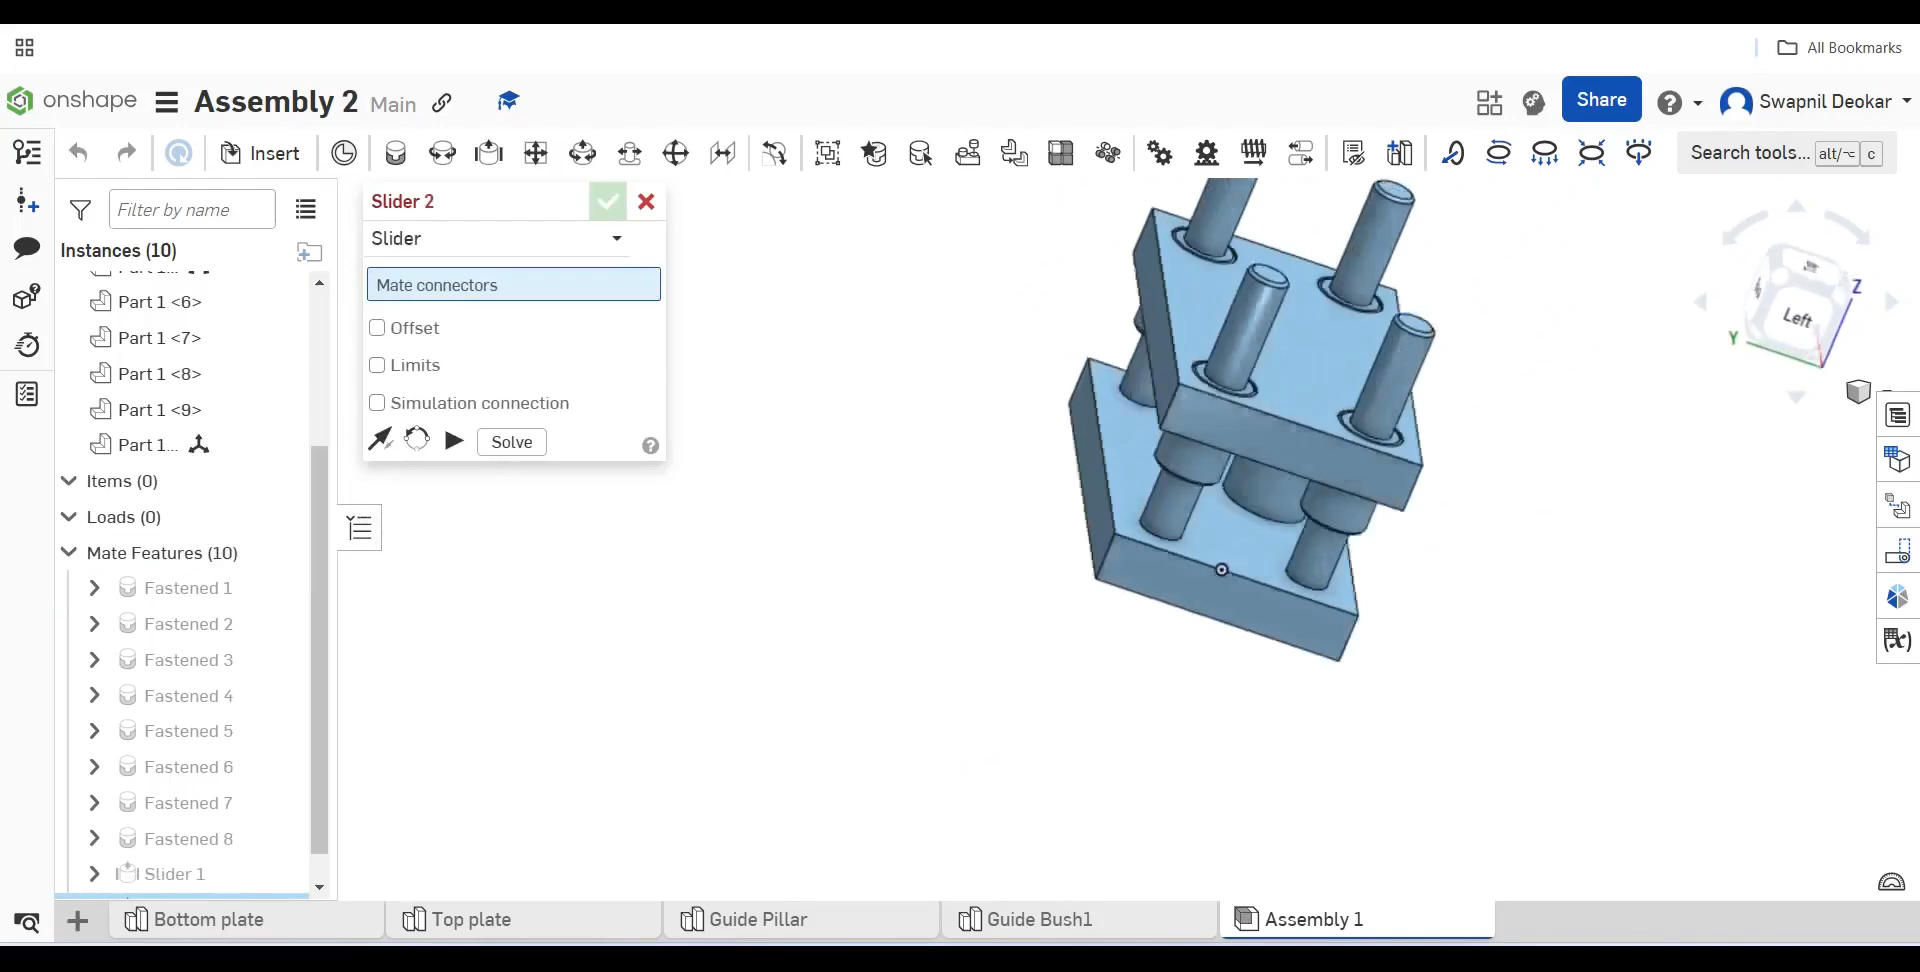 All Bookmarks
onshape
Assembly 2 Main
Share
Swapnil Deokar
Insert
Search tools... alt/⌥ c
Filter by name
Instances (10)
Part 1 <6>
Part 1 <7>
Part 1 <8>
Part 1 <9>
Part 1...
Items (0)
Loads (0)
Mate Features (10)
Fastened 1
Fastened 2
Fastened 3
Fastened 4
Fastened 5
Fastened 6
Fastened 7
Fastened 8
Slider 1
Slider 2
Slider
Mate connectors
Offset
Limits
Simulation connection
Solve
Left
Z
Y
Bottom plate
Top plate
Guide Pillar
Guide Bush1
Assembly 1